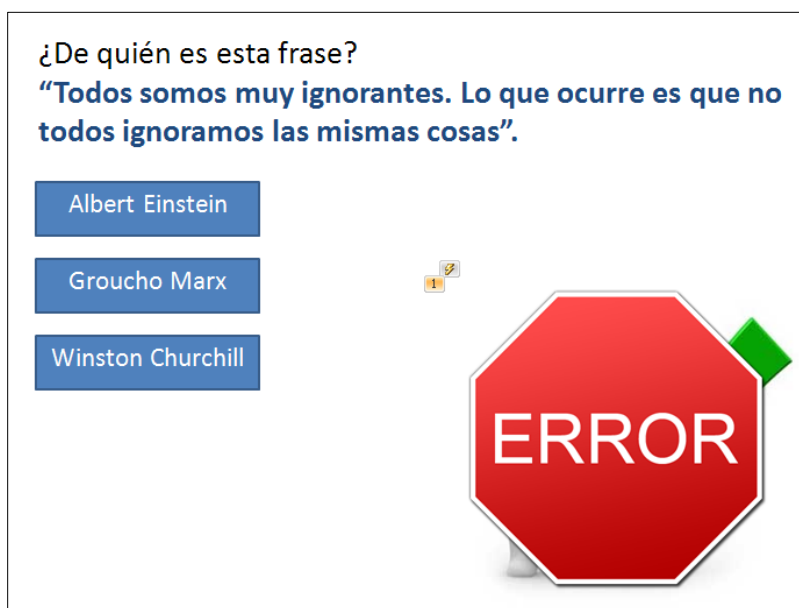 ¿De quién es esta frase?
“Todos somos muy ignorantes. Lo que ocurre es que no
todos ignoramos las mismas cosas”.
Albert Einstein
Groucho Marx
Winston Churchill
1
ERROR